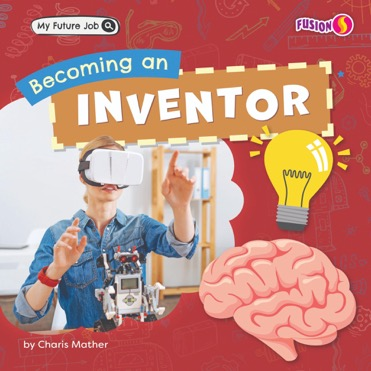 My Future Job
FUSION
Becoming an
INVENTOR
by Charis Mather